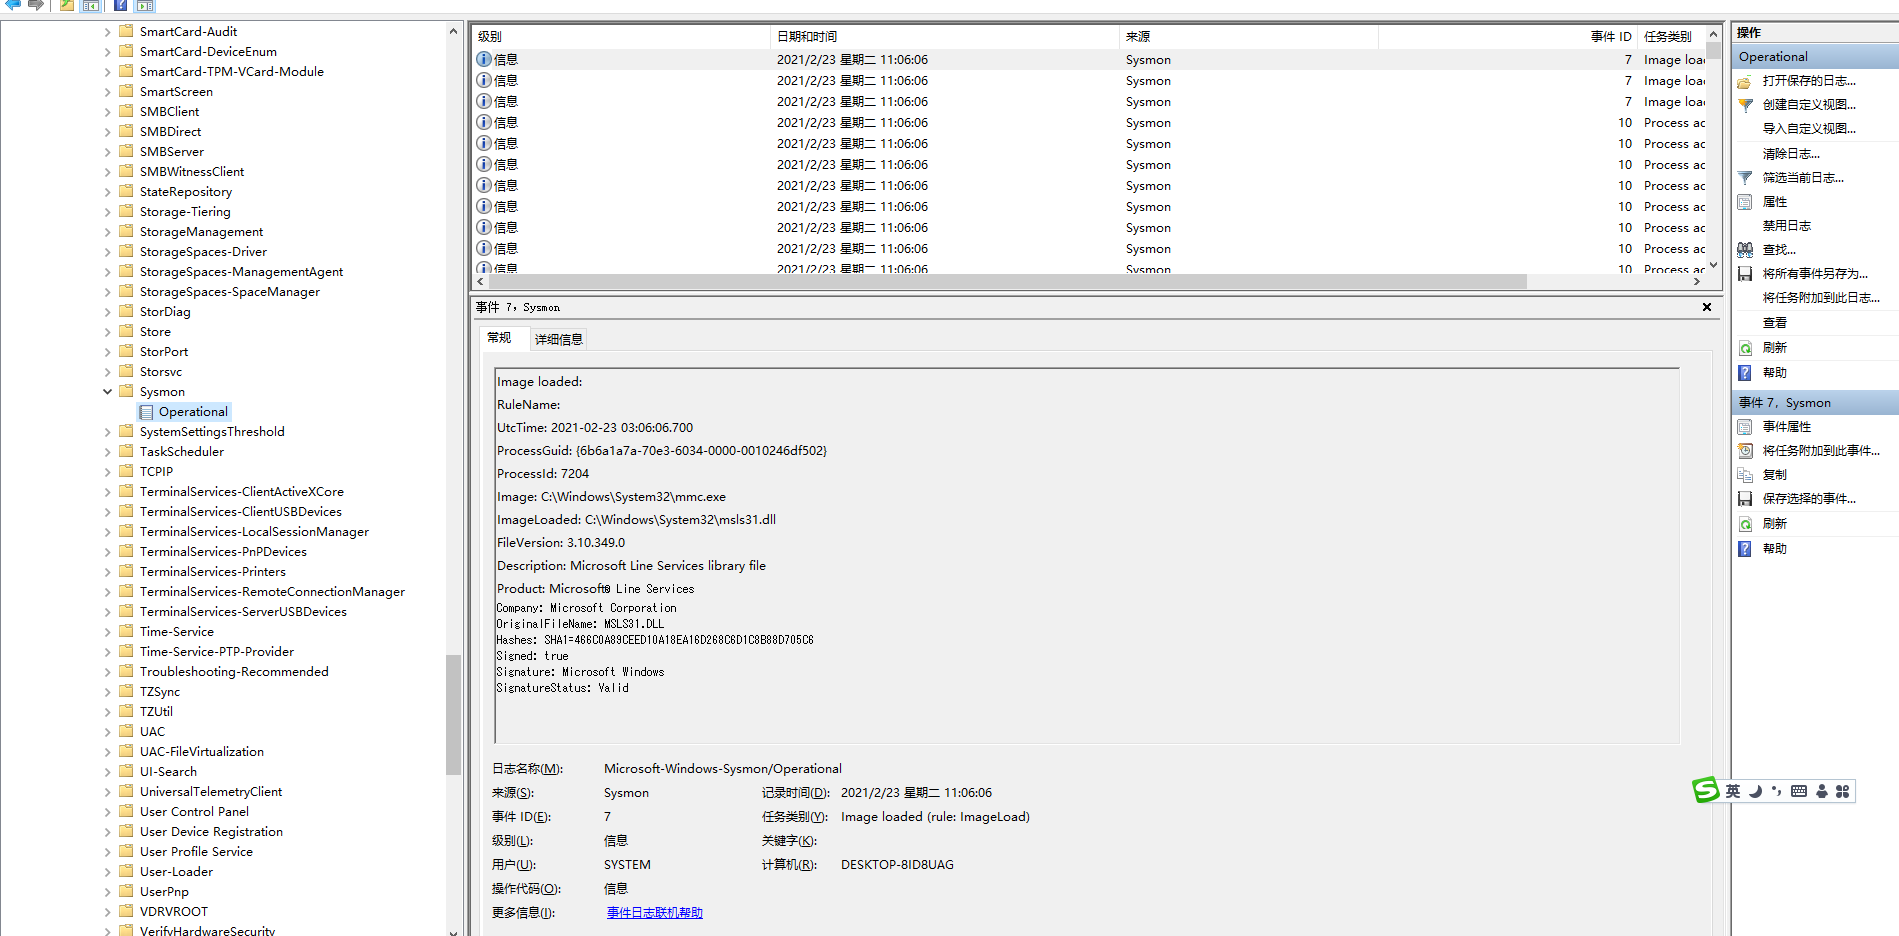 SmartCard-Audit
SmartCard-DeviceEnum
SmartCard-TPM-VCard-Module
SmartScreen
SMBClient
SMBDirect
SMBServer
SMBWitnessClient
StateRepository
Storage-Tiering
StorageManagement
StorageSpaces-Driver
StorageSpaces-ManagementAgent
StorageSpaces-SpaceManager
StorDiag
Store
StorPort
Storsvc
Sysmon
Operational
SystemSettingsThreshold
TaskScheduler
TCPIP
TerminalServices-ClientActiveXCore
TerminalServices-ClientUSBDevices
TerminalServices-LocalSessionManager
TerminalServices-PnPDevices
TerminalServices-Printers
TerminalServices-RemoteConnectionManager
TerminalServices-ServerUSBDevices
Time-Service
Time-Service-PTP-Provider
Troubleshooting-Recommended
TZSync
TZUtil
UAC
UAC-FileVirtualization
UI-Search
UniversalTelemetryClient
User Control Panel
User Device Registration
User Profile Service
User-Loader
UserPnp
VDRVROOT
VerifyHardwareSecurity
级别 日期和时间 来源 事件 ID 任务类别
信息 2021/2/23 星期二 11:06:06 Sysmon 7 Image loa
信息 2021/2/23 星期二 11:06:06 Sysmon 7 Image loa
信息 2021/2/23 星期二 11:06:06 Sysmon 7 Image loa
信息 2021/2/23 星期二 11:06:06 Sysmon 10 Process ac
信息 2021/2/23 星期二 11:06:06 Sysmon 10 Process ac
信息 2021/2/23 星期二 11:06:06 Sysmon 10 Process ac
信息 2021/2/23 星期二 11:06:06 Sysmon 10 Process ac
信息 2021/2/23 星期二 11:06:06 Sysmon 10 Process ac
信息 2021/2/23 星期二 11:06:06 Sysmon 10 Process ac
信息 2021/2/23 星期二 11:06:06 Sysmon 10 Process ac
信息 2021/2/23 星期二 11:06:06 Sysmon 10 Process ac
事件 7，Sysmon
常规 详细信息
Image loaded:
RuleName:
UtcTime: 2021-02-23 03:06:06.700
ProcessGuid: {6b6a1a7a-70e3-6034-0000-0010246df502}
ProcessId: 7204
Image: C:\Windows\System32\mmc.exe
ImageLoaded: C:\Windows\System32\msls31.dll
FileVersion: 3.10.349.0
Description: Microsoft Line Services library file
Product: Microsoft® Line Services
Company: Microsoft Corporation
OriginalFileName: MSLS31.DLL
Hashes: SHA1=466C0A89CEED10A18EA16D268C6D1C8B88D705C6
Signed: true
Signature: Microsoft Windows
SignatureStatus: Valid
日志名称(M): Microsoft-Windows-Sysmon/Operational
来源(S): Sysmon 记录时间(D): 2021/2/23 星期二 11:06:06
事件 ID(E): 7 任务类别(Y): Image loaded (rule: ImageLoad)
级别(L): 信息 关键字(K):
用户(U): SYSTEM 计算机(R): DESKTOP-8ID8UAG
操作代码(O): 信息
更多信息(I): 事件日志联机帮助
操作
Operational
打开保存的日志...
创建自定义视图...
导入自定义视图...
清除日志...
筛选当前日志...
属性
禁用日志
查找...
将所有事件另存为...
将任务附加到此日志...
查看
刷新
帮助
事件 7，Sysmon
事件属性
将任务附加到此事件...
复制
保存选择的事件...
刷新
帮助
S 英